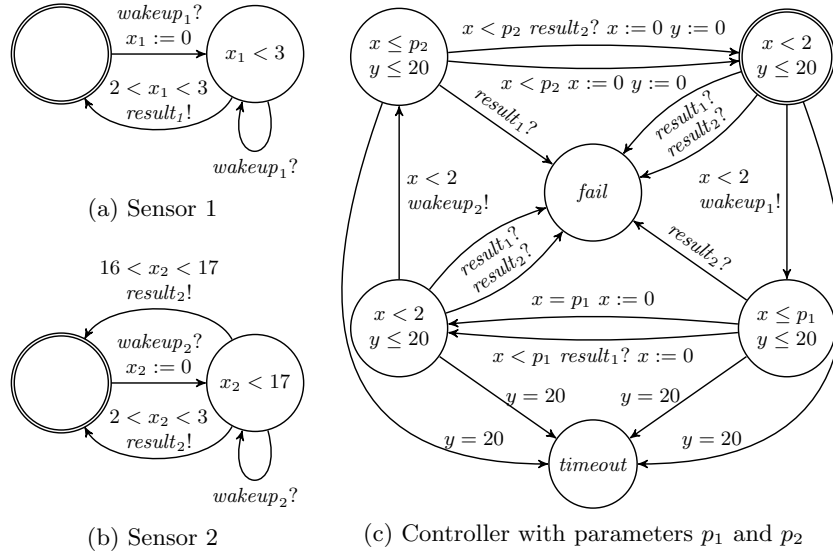 wakeup₁?
x₁ := 0
x₁ < 3
2 < x₁ < 3
result₁!
wakeup₁?
(a) Sensor 1
16 < x₂ < 17
result₂!
wakeup₂?
x₂ := 0
x₂ < 17
2 < x₂ < 3
result₂!
wakeup₂?
(b) Sensor 2
x ≤ p₂
y ≤ 20
x < p₂ result₂? x := 0 y := 0
x < p₂ x := 0 y := 0
x < 2
y ≤ 20
result₁?
result₁?
result₂?
fail
x < 2
wakeup₂!
x < 2
wakeup₁!
result₁?
result₂?
result₂?
x < 2
y ≤ 20
x = p₁ x := 0
x < p₁ result₁? x := 0
x ≤ p₁
y ≤ 20
y = 20
y = 20
y = 20
y = 20
timeout
(c) Controller with parameters p₁ and p₂